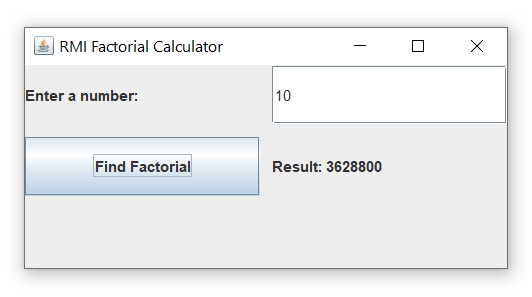 RMI Factorial Calculator
Enter a number:
10
Find Factorial
Result: 3628800